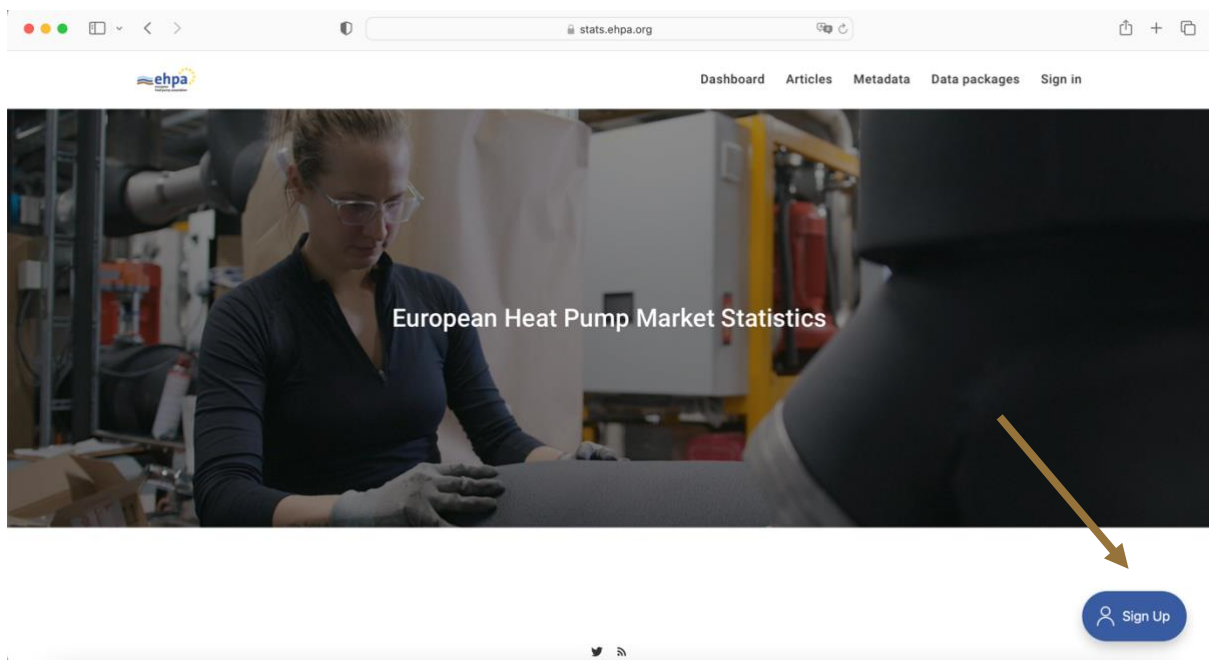 stats.ehpa.org
ehpa
Dashboard Articles Metadata Data packages Sign in
European Heat Pump Market Statistics
Sign Up